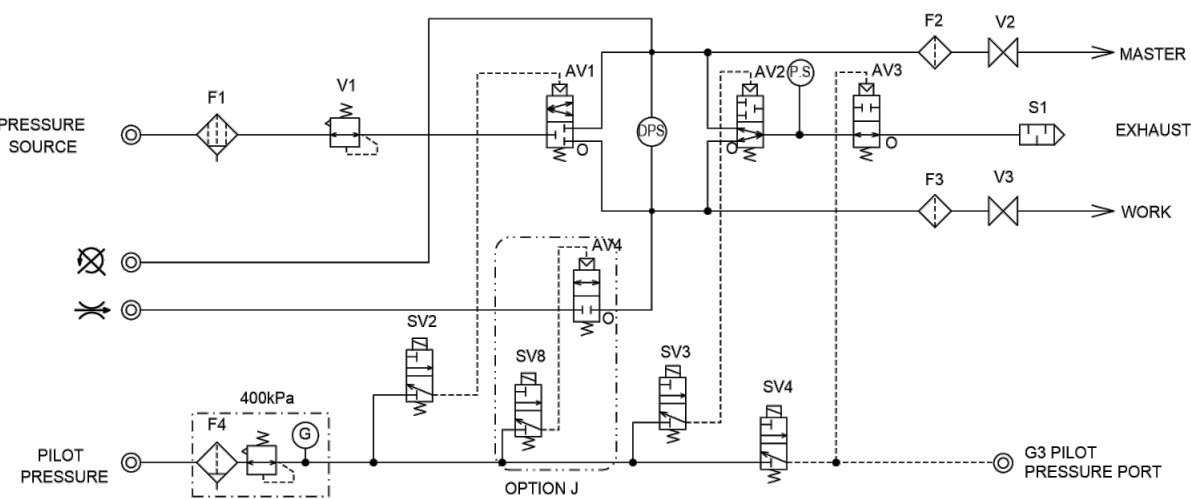 F2
V2
MASTER
AV1
AV2
P.S
AV3
F1
V1
PRESSURE
SOURCE
DPS
S1
EXHAUST
O
O
O
F3
V3
WORK
AV4
O
SV2
SV8
SV3
SV4
400kPa
F4
G
PILOT
PRESSURE
G3 PILOT
PRESSURE PORT
OPTION J